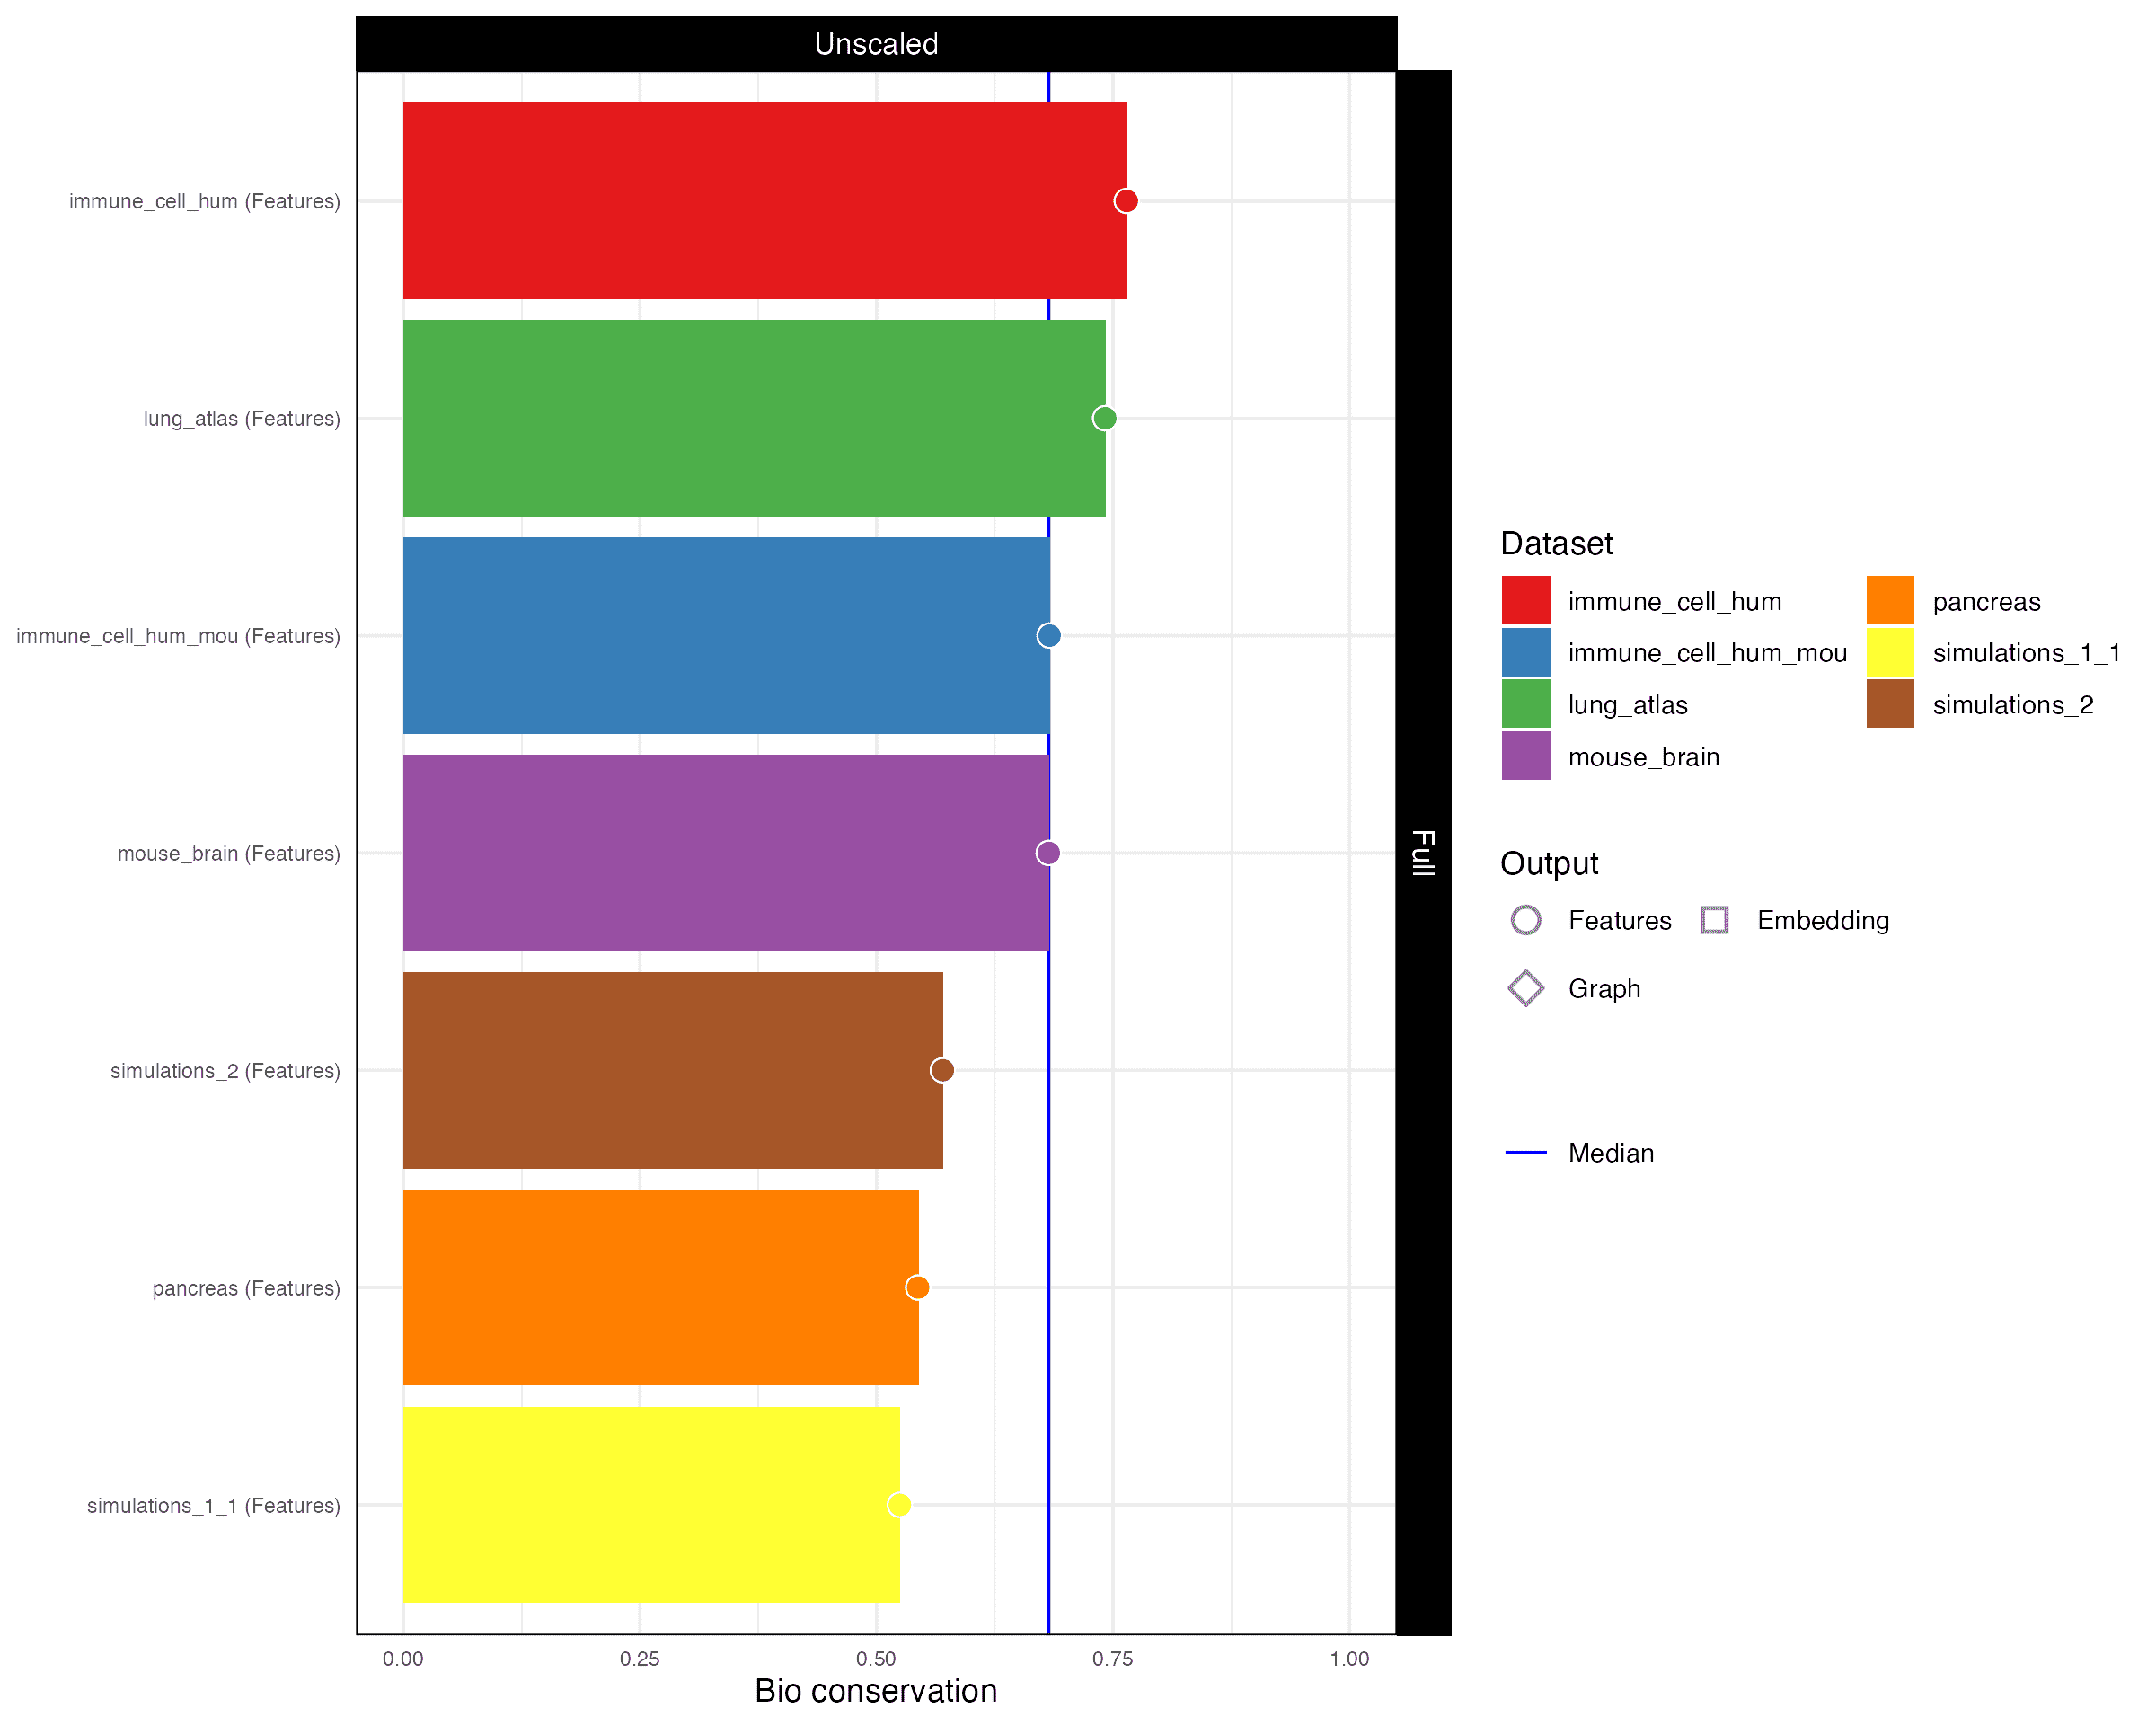 Unscaled
immune_cell_hum (Features)
lung_atlas (Features)
immune_cell_hum_mou (Features)
mouse_brain (Features)
simulations_2 (Features)
pancreas (Features)
simulations_1_1 (Features)
0.00 0.25 0.50 0.75 1.00
Bio conservation
Full
Dataset
immune_cell_hum pancreas
immune_cell_hum_mou simulations_1_1
lung_atlas simulations_2
mouse_brain
Output
Features Embedding
Graph
Median